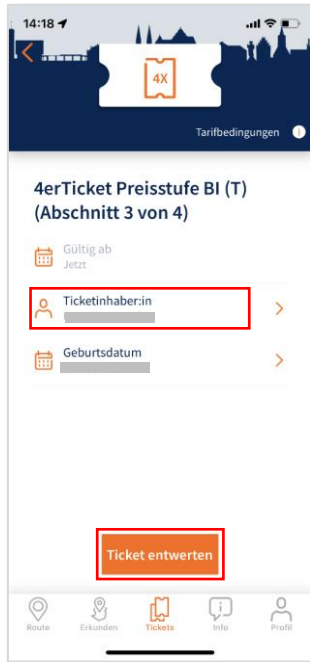 14:18
4X
Tarifbedingungen i
4erTicket Preisstufe BI (T)
(Abschnitt 3 von 4)
Gültig ab
Jetzt
Ticketinhaber:in
Geburtsdatum
Ticket entwerten
Route Erkunden Tickets Info Profil